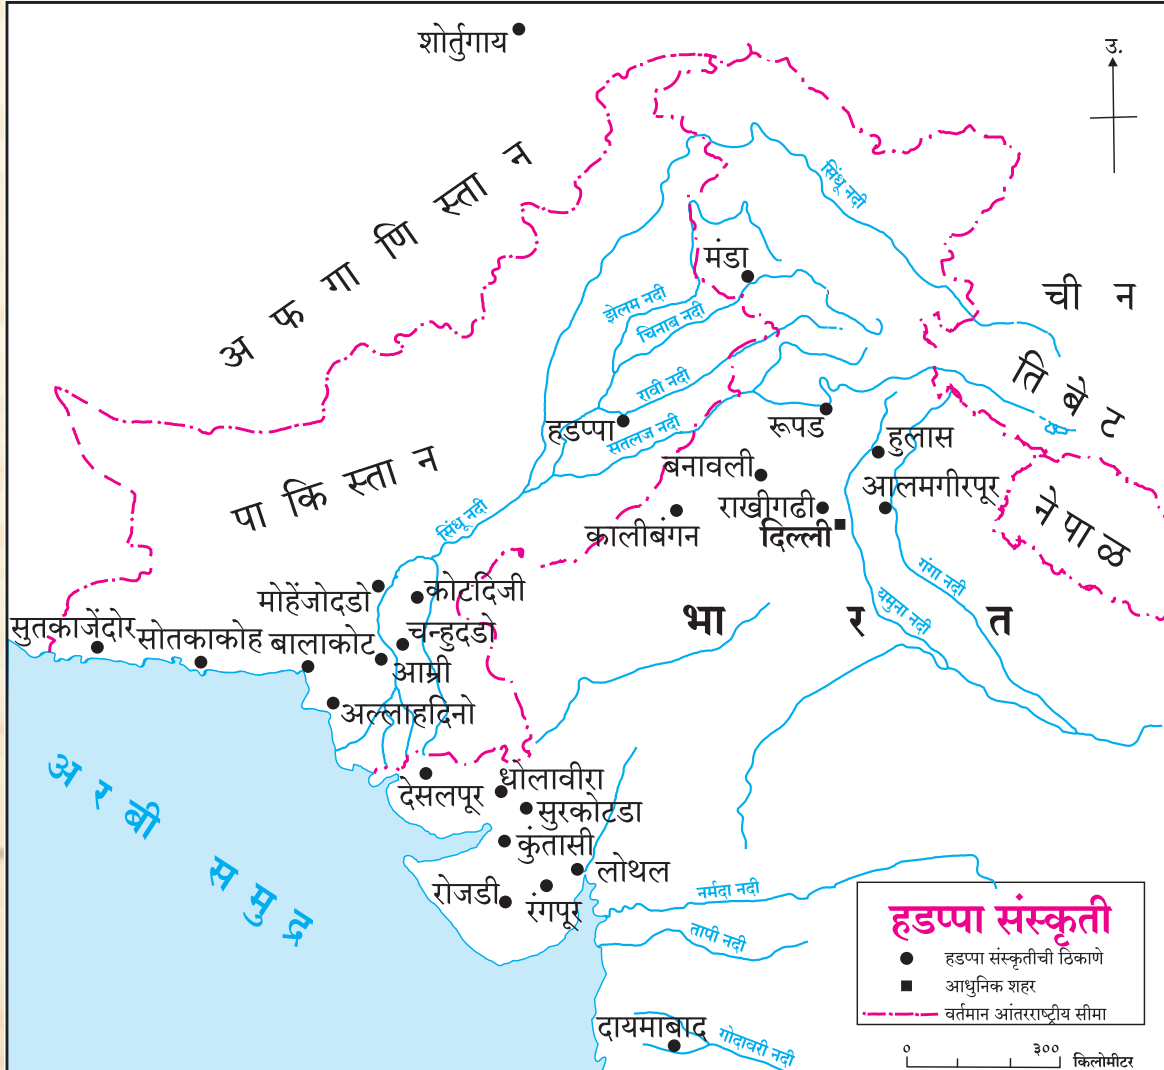 शोर्तुगाय
उ.
अफगाणिस्तान
सिंधू नदी
मंडा
चीन
झेलम नदी
चिनाब नदी
तिबेट
रावी नदी
हडप्पा
सतलज नदी
रूपड
हुलास
बनावली
पाकिस्तान
आलमगीरपूर
राखीगढी
नेपाळ
सिंधू नदी
कालीबंगन
दिल्ली
गंगा नदी
यमुना नदी
मोहेंजोदडो
कोटदिजी
भारत
सुतकाजेंदोर
सोतकाकोह
बालाकोट
चन्हुदडो
आम्री
अल्लाहदिनो
अरबी समुद्र
देसलपूर
धोलावीरा
सुरकोटडा
कुंतासी
लोथल
रोजडी
रंगपूर
नर्मदा नदी
तापी नदी
दायमाबाद
गोदावरी नदी
हडप्पा संस्कृती
हडप्पा संस्कृतीची ठिकाणे
आधुनिक शहर
वर्तमान आंतरराष्ट्रीय सीमा
० ३००
किलोमीटर